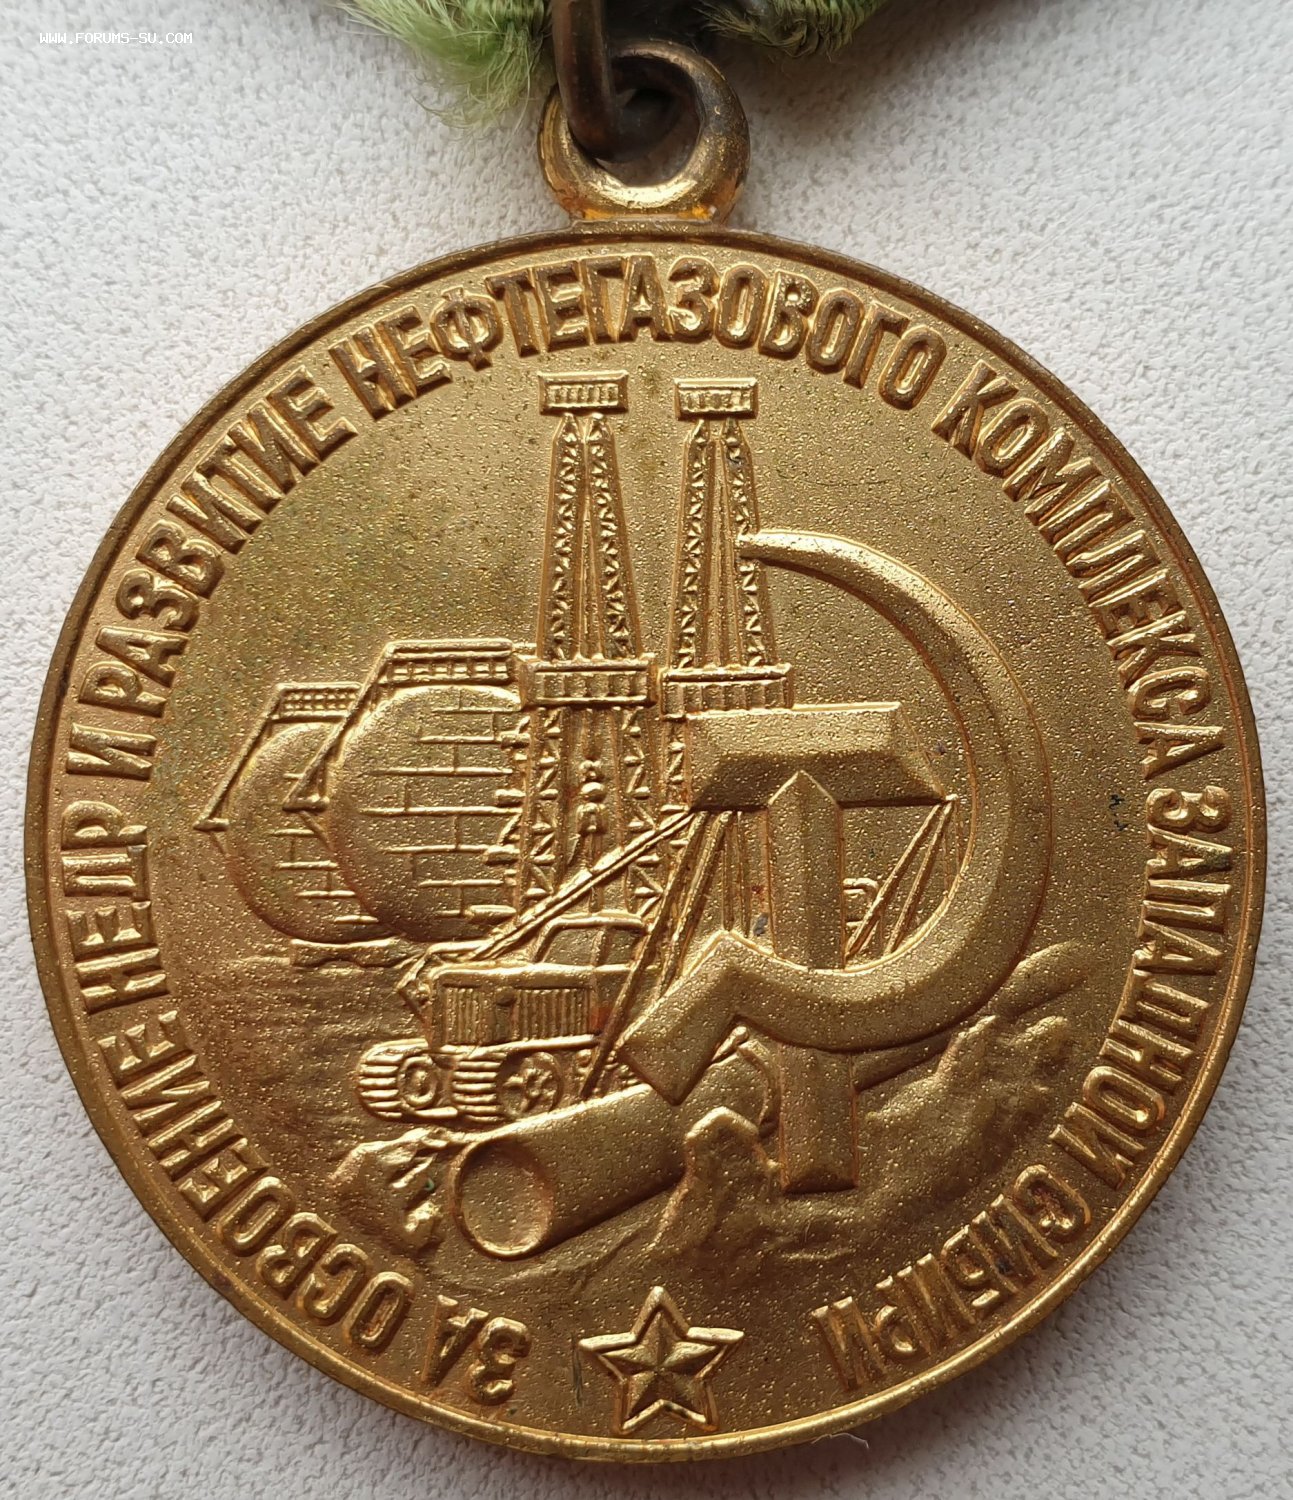 WWW.FORUMS-SU.COM
ЗА ОСВОЕНИЕ НЕДР И РАЗВИТИЕ НЕФТЕГАЗОВОГО КОМПЛЕКСА ЗАПАДНОЙ СИБИРИ